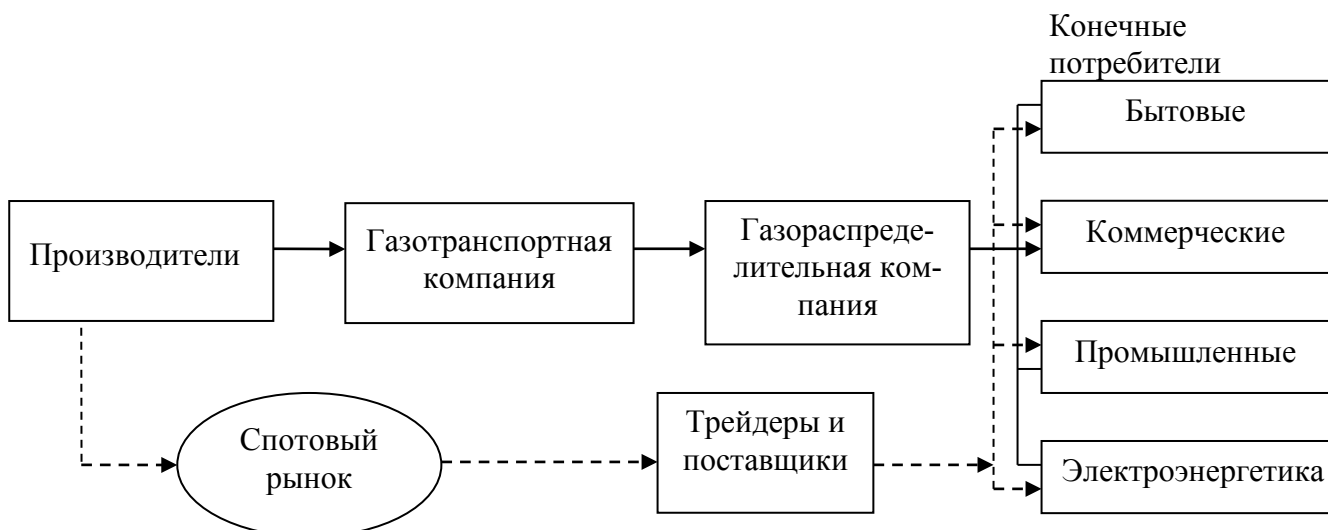 Конечные
потребители
Бытовые
Коммерческие
Производители
Газотранспортная
компания
Газораспреде-
лительная ком-
пания
Промышленные
Спотовый
рынок
Трейдеры и
поставщики
Электроэнергетика